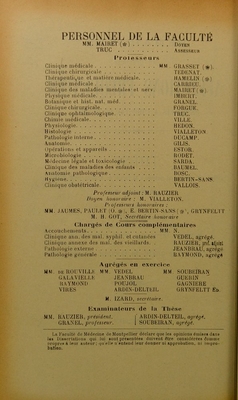 PERSONNEL DE LA FACULTÉ
MM. MAIRET (✻) . . . . . . . . DOYEN
TRUC . . . . . . . . . ASSESSEUR
Professeurs
Clinique médicale . . . . . . . . MM. GRASSET (✻).
Clinique chirurgicale . . . . . . . . TEDENAT.
Thérapeutique et matière médicale. . . . HAMELIN (✻)
Clinique médicale . . . . . . . . CARRIEU.
Clinique des maladies mentales et nerv. MAIRET (✻).
Physique médicale. . . . . . . . IMBERT.
Botanique et hist. nat. méd. . . . . GRANEL.
Clinique chirurgicale. . . . . . . . FORGUE.
Clinique ophtalmologique . . . . . TRUC.
Chimie médicale. . . . . . . . VILLE.
Physiologie. . . . . . . . HEDON.
Histologie . . . . . . . . VIALLETON.
Pathologie interne. . . . . . . . DUCAMP.
Anatomie. . . . . . . . GILIS.
Opérations et appareils . . . . . ESTOR.
Microbiologie . . . . . . . . RODET.
Médecine légale et toxicologie . . . . SARDA.
Clinique des maladies des enfants . . . BAUMEL.
Anatomie pathologique . . . . . BOSC.
Hygiène. . . . . . . . BERTIN-SANS
Clinique obstétricale. . . . . . . . VALLOIS.
Professeur adjoint : M. RAUZIER
Doyen honoraire : M. VIALLETON.
Professeurs honoraires :
MM. JAUMES, PAULET (O. ✻), E. BERTIN-SANS (✻), GRYNFELTT
M. H. GOT, Secrétaire honoraire
Chargés de Cours complémentaires
Accouchements. . . . . . . . MM. N.
Clinique ann. des mal. syphil. et cutanées VEDEL, agrégé.
Clinique annexe des mal. des vieillards. RAUZIER, prof. adjoint
Pathologie externe . . . . . JEANBRAU, agrégé
Pathologie générale . . . . . RAYMOND, agrégé
Agrégés en exercice
MM. DE ROUVILLE MM. VEDEL MM. SOUBEIRAN
GALAVIELLE JEANBRAU GUERIN
RAYMOND POUJOL GAGNIERE
VIRES ARDIN-DELTEIL GRYNFELTT Ed.
M. IZARD, secrétaire.
Examinateurs de la Thèse
MM. RAUZIER, président. ARDIN-DELTEIL, agrégé.
GRANEL, professeur. SOUBEIRAN, agrégé.
La Faculté de Médecine de Montpellier déclare que les opinions émises dans
les Dissertations qui lui sont présentées doivent être considérées comme
propres à leur auteur ; qu'elle n'entend leur donner ni approbation, ni impro-
bation.